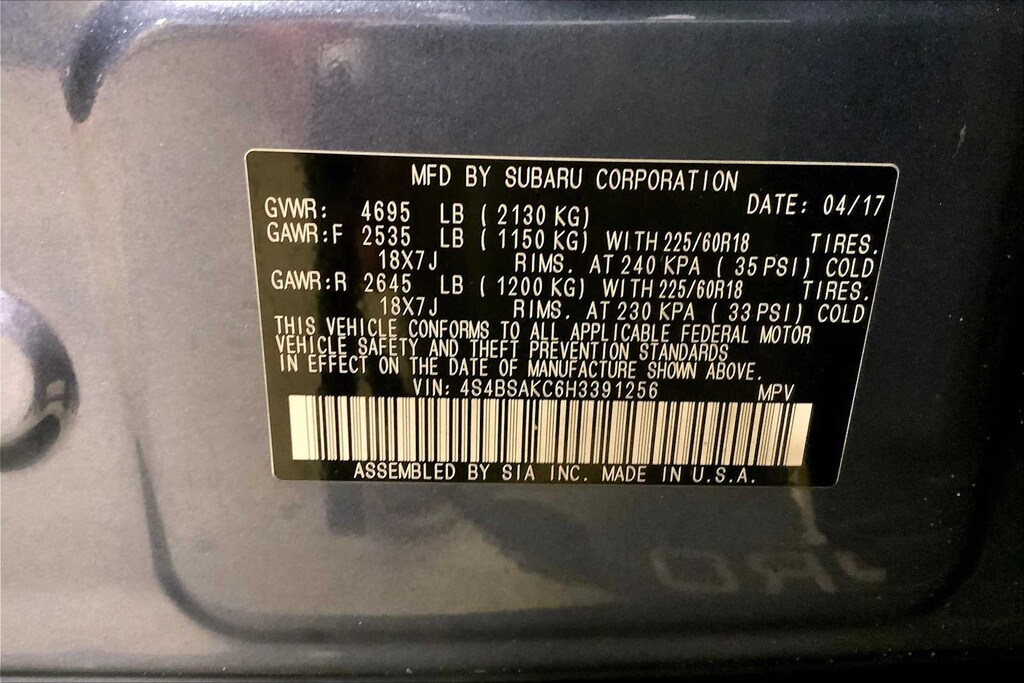 MFD BY SUBARU CORPORATION
DATE: 04/17
GVWR: 4695 LB ( 2130 KG)
GAWR:F 2535 LB ( 1150 KG) WITH 225/60R18 TIRES.
18X7J RIMS. AT 240 KPA ( 35 PSI) COLD
GAWR:R 2645 LB ( 1200 KG) WITH 225/60R18 TIRES.
18X7J RIMS. AT 230 KPA ( 33 PSI) COLD
THIS VEHICLE CONFORMS TO ALL APPLICABLE FEDERAL MOTOR
VEHICLE SAFETY AND THEFT PREVENTION STANDARDS
IN EFFECT ON THE DATE OF MANUFACTURE SHOWN ABOVE.
VIN: 4S4BSAKC6H3391256 MPV
ASSEMBLED BY SIA INC. MADE IN U.S.A.